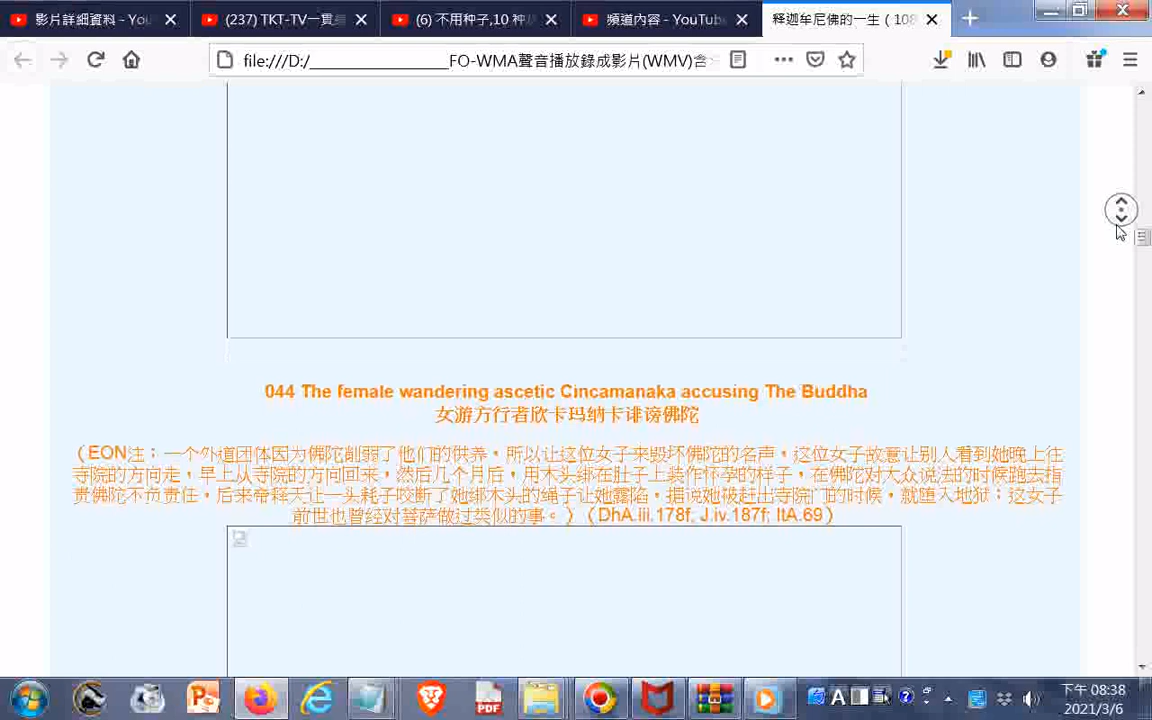 影片詳細資料 - You
(237) TKT-TV一貫
(6) 不用种子,10 种
頻道內容 - YouTube
释迦牟尼佛的一生（108
file:///D:/________________FO-WMA聲音播放錄成影片(WMV)含
044 The female wandering ascetic Cincamanaka accusing The Buddha
女游方行者欣卡玛纳卡诽谤佛陀
（EON注：一个外道团体因为佛陀削弱了他们的供养，所以让这位女子来毁坏佛陀的名声，这位女子故意让别人看到她晚上往
寺院的方向走，早上从寺院的方向回来，然后几个月后，用木头绑在肚子上装作怀孕的样子，在佛陀对大众说法的时候跑去指
责佛陀不负责任，后来帝释天让一头耗子咬断了她绑木头的绳子让她露陷，据说她被赶出寺院门的时候，就堕入地狱；这女子
前世也曾经对菩萨做过类似的事。）（DhA.iii.178f; J.iv.187f; ItA.69）
PDF
A
下午 08:38
2021/3/6